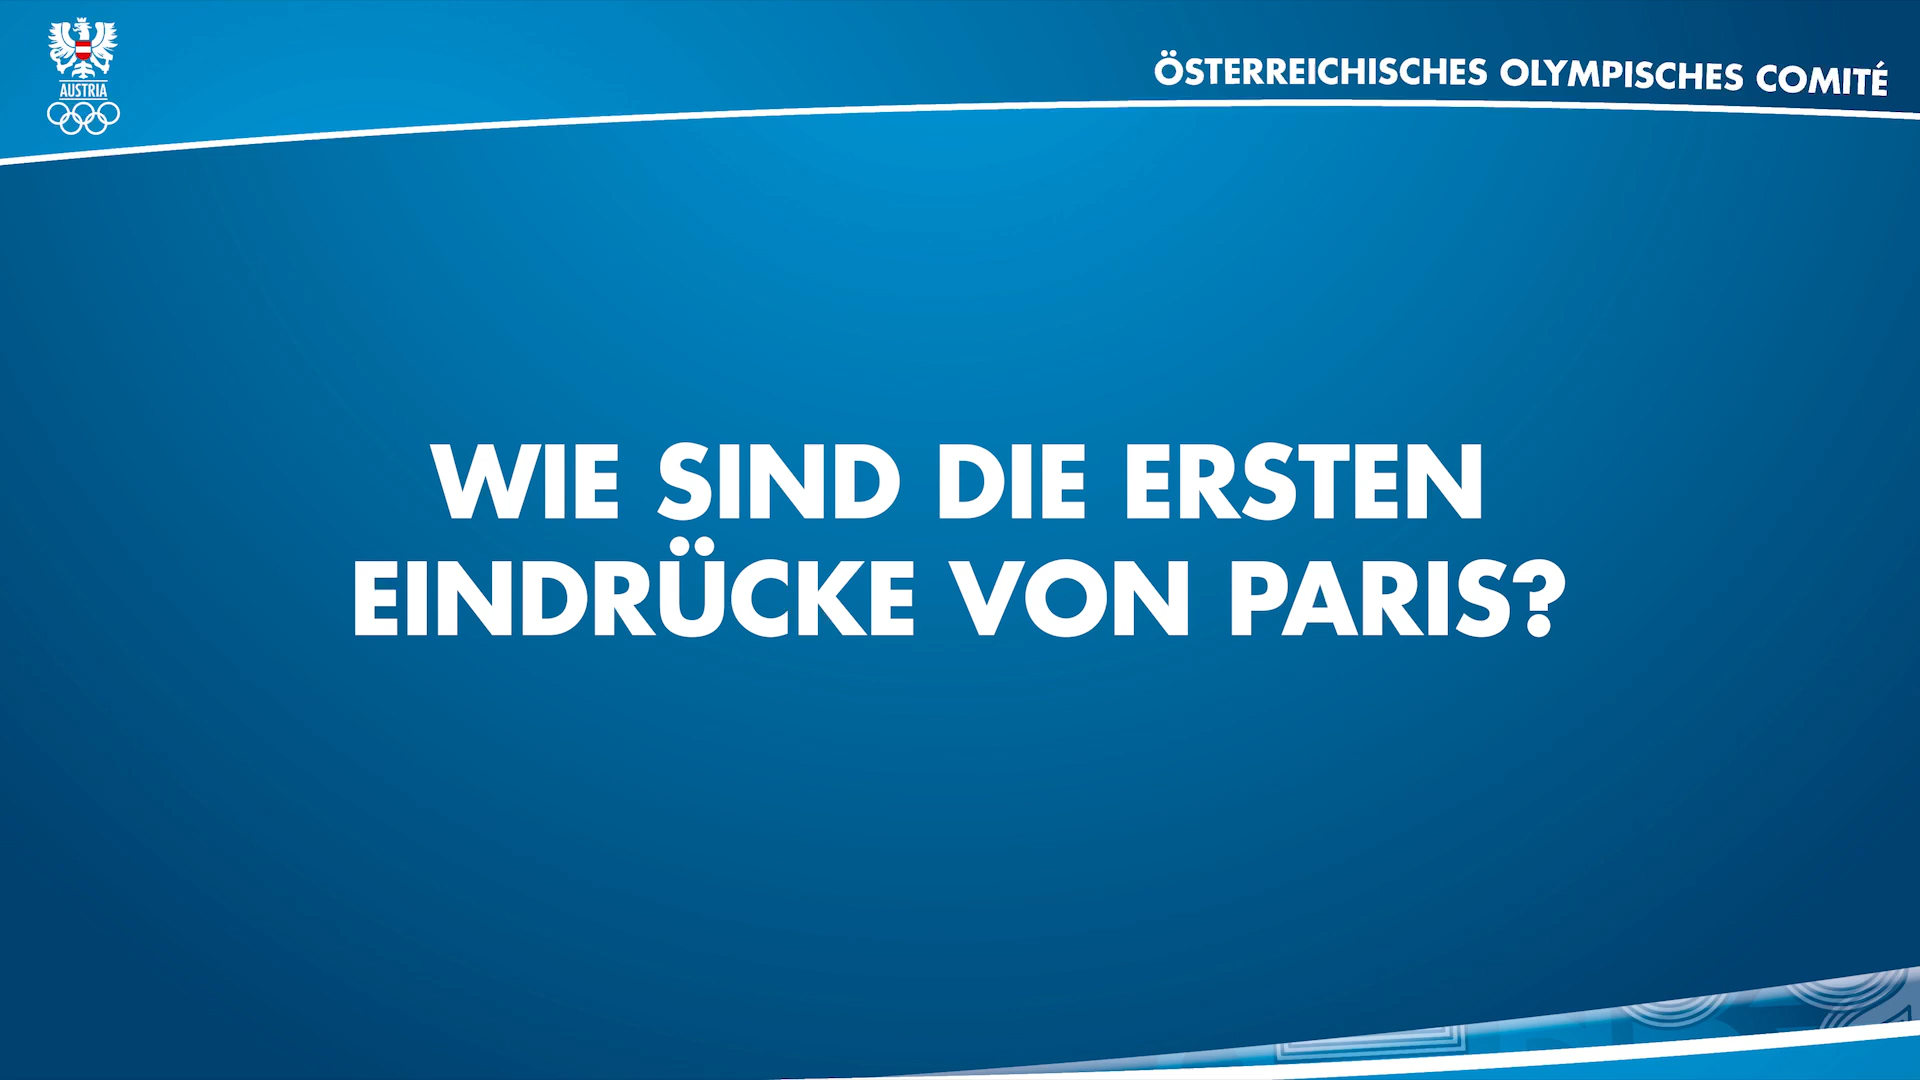 AUSTRIA
ÖSTERREICHISCHES OLYMPISCHES COMITÉ
WIE SIND DIE ERSTEN
EINDRÜCKE VON PARIS?